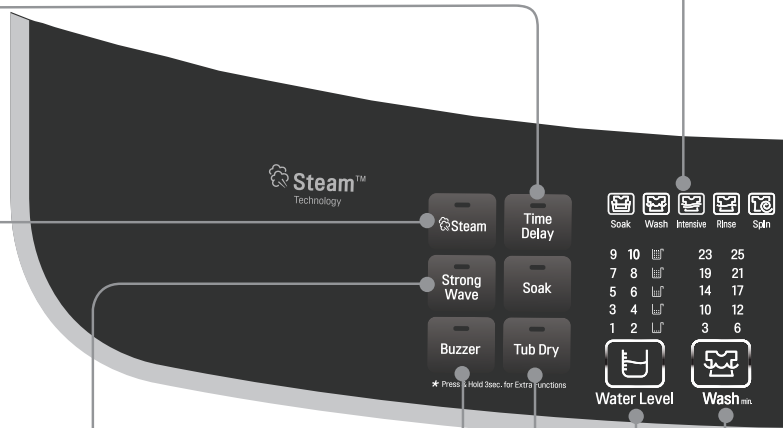 Steam™
Technology
Steam
Time
Delay
Soak Wash Intensive Rinse Spin
Strong
Wave
Soak
9 10 23 25
7 8 19 21
5 6 14 17
3 4 10 12
1 2 3 6
Buzzer
Tub Dry
* Press & Hold 3sec. for Extra Functions
Water Level
Wash min.